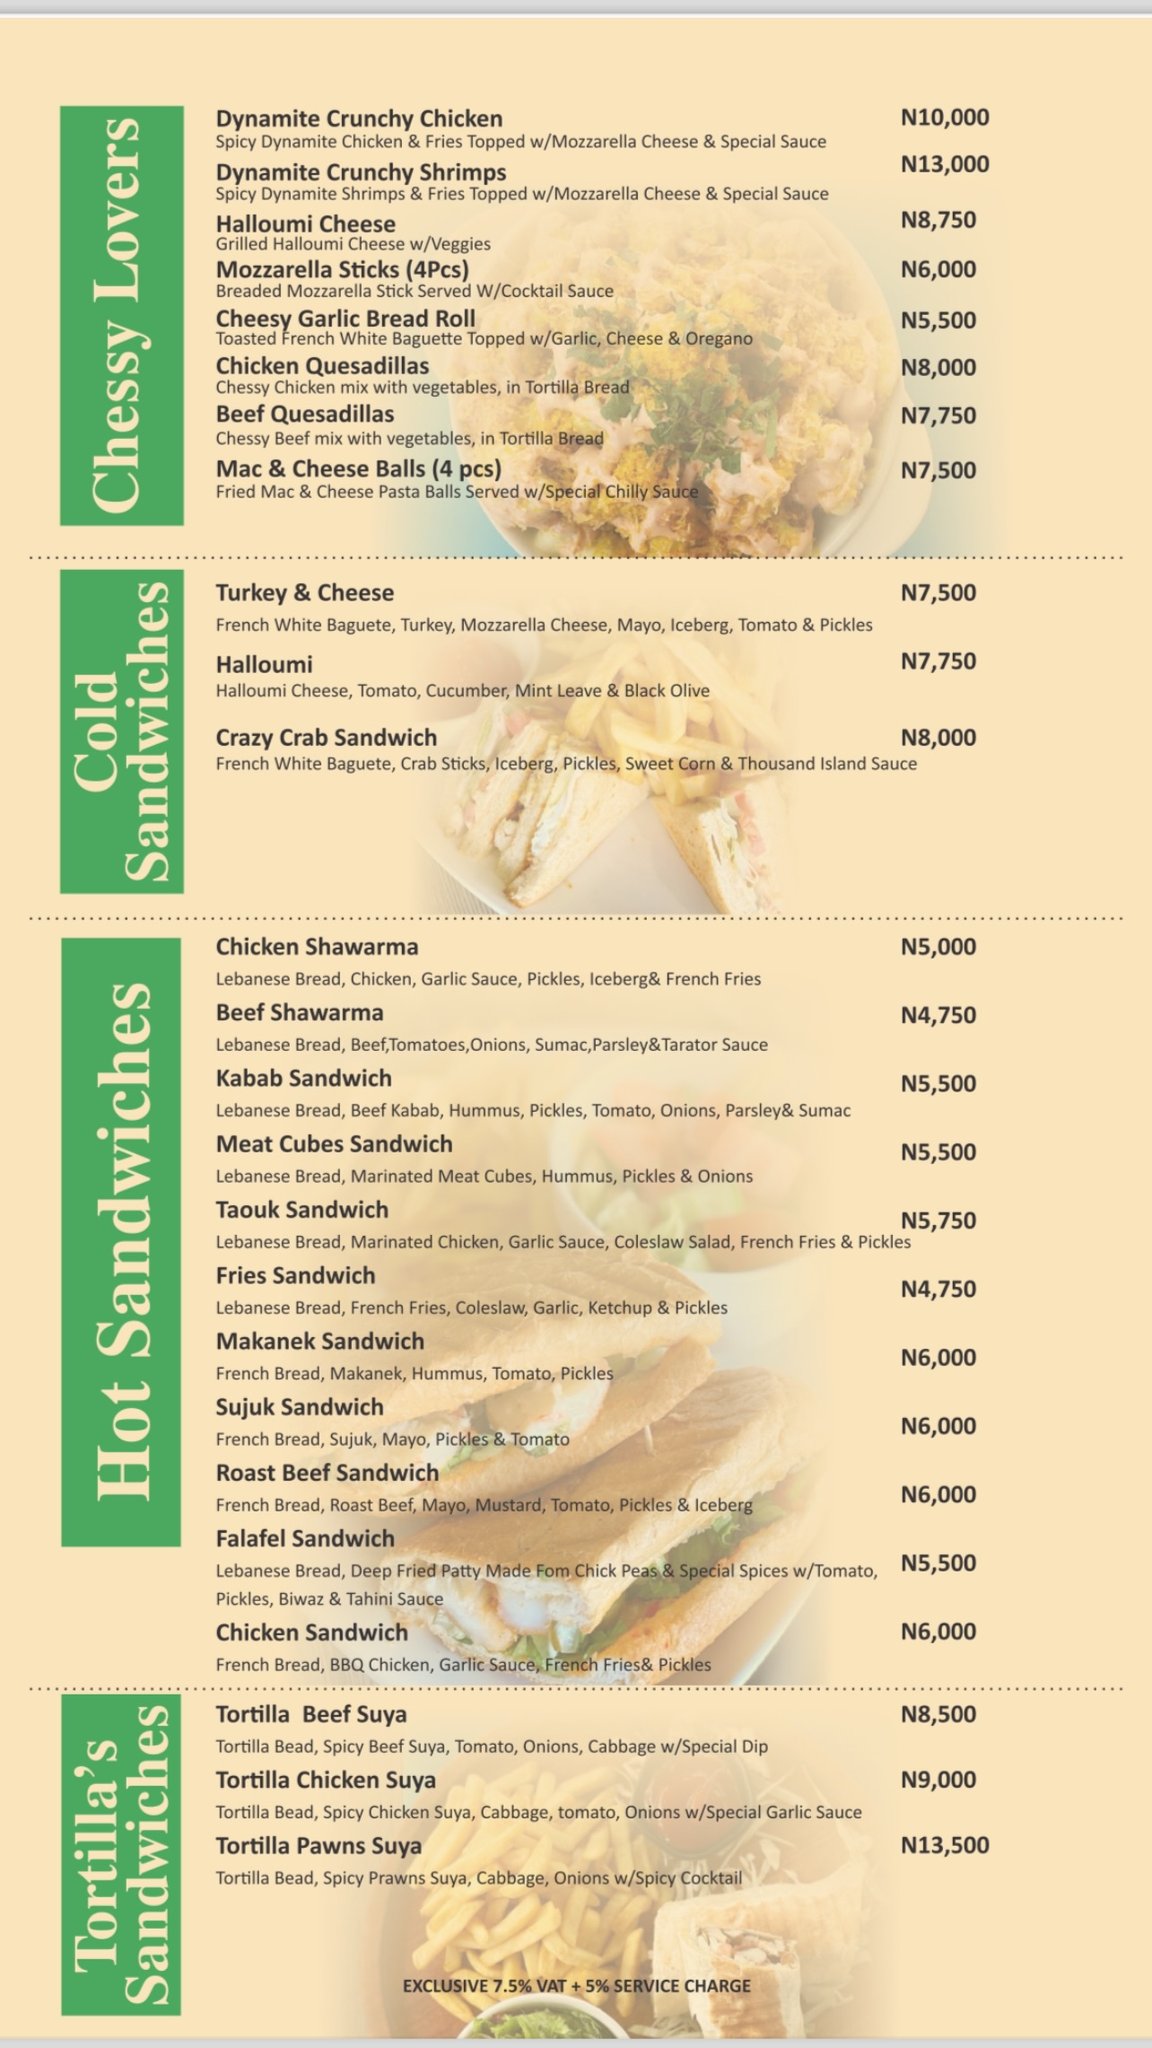 Chessy Lovers
Dynamite Crunchy Chicken N10,000
Spicy Dynamite Chicken & Fries Topped w/Mozzarella Cheese & Special Sauce
Dynamite Crunchy Shrimps N13,000
Spicy Dynamite Shrimps & Fries Topped w/Mozzarella Cheese & Special Sauce
Halloumi Cheese N8,750
Grilled Halloumi Cheese w/Veggies
Mozzarella Sticks (4Pcs) N6,000
Breaded Mozzarella Stick Served W/Cocktail Sauce
Cheesy Garlic Bread Roll N5,500
Toasted French White Baguette Topped w/Garlic, Cheese & Oregano
Chicken Quesadillas N8,000
Chessy Chicken mix with vegetables, in Tortilla Bread
Beef Quesadillas N7,750
Chessy Beef mix with vegetables, in Tortilla Bread
Mac & Cheese Balls (4 pcs) N7,500
Fried Mac & Cheese Pasta Balls Served w/Special Chilly Sauce
Cold
Sandwiches
Turkey & Cheese N7,500
French White Baguete, Turkey, Mozzarella Cheese, Mayo, Iceberg, Tomato & Pickles
Halloumi N7,750
Halloumi Cheese, Tomato, Cucumber, Mint Leave & Black Olive
Crazy Crab Sandwich N8,000
French White Baguete, Crab Sticks, Iceberg, Pickles, Sweet Corn & Thousand Island Sauce
Hot Sandwiches
Chicken Shawarma N5,000
Lebanese Bread, Chicken, Garlic Sauce, Pickles, Iceberg& French Fries
Beef Shawarma N4,750
Lebanese Bread, Beef,Tomatoes,Onions, Sumac,Parsley&Tarator Sauce
Kabab Sandwich N5,500
Lebanese Bread, Beef Kabab, Hummus, Pickles, Tomato, Onions, Parsley& Sumac
Meat Cubes Sandwich N5,500
Lebanese Bread, Marinated Meat Cubes, Hummus, Pickles & Onions
Taouk Sandwich N5,750
Lebanese Bread, Marinated Chicken, Garlic Sauce, Coleslaw Salad, French Fries & Pickles
Fries Sandwich N4,750
Lebanese Bread, French Fries, Coleslaw, Garlic, Ketchup & Pickles
Makanek Sandwich N6,000
French Bread, Makanek, Hummus, Tomato, Pickles
Sujuk Sandwich N6,000
French Bread, Sujuk, Mayo, Pickles & Tomato
Roast Beef Sandwich N6,000
French Bread, Roast Beef, Mayo, Mustard, Tomato, Pickles & Iceberg
Falafel Sandwich N5,500
Lebanese Bread, Deep Fried Patty Made Fom Chick Peas & Special Spices w/Tomato,
Pickles, Biwaz & Tahini Sauce
Chicken Sandwich N6,000
French Bread, BBQ Chicken, Garlic Sauce, French Fries& Pickles
Tortilla's
Sandwiches
Tortilla Beef Suya N8,500
Tortilla Bead, Spicy Beef Suya, Tomato, Onions, Cabbage w/Special Dip
Tortilla Chicken Suya N9,000
Tortilla Bead, Spicy Chicken Suya, Cabbage, tomato, Onions w/Special Garlic Sauce
Tortilla Pawns Suya N13,500
Tortilla Bead, Spicy Prawns Suya, Cabbage, Onions w/Spicy Cocktail
EXCLUSIVE 7.5% VAT + 5% SERVICE CHARGE